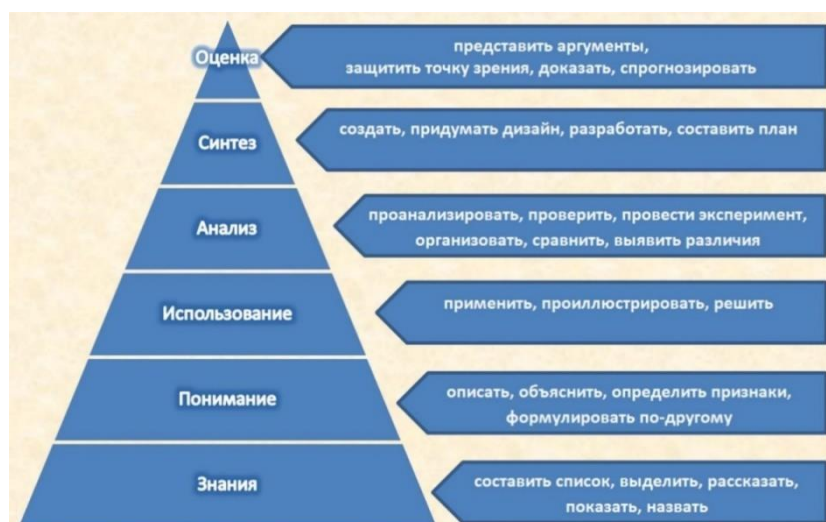 Оценка
представить аргументы,
защитить точку зрения, доказать, спрогнозировать
Синтез
создать, придумать дизайн, разработать, составить план
Анализ
проанализировать, проверить, провести эксперимент,
организовать, сравнить, выявить различия
Использование
применить, проиллюстрировать, решить
Понимание
описать, объяснить, определить признаки,
формулировать по-другому
Знания
составить список, выделить, рассказать,
показать, назвать